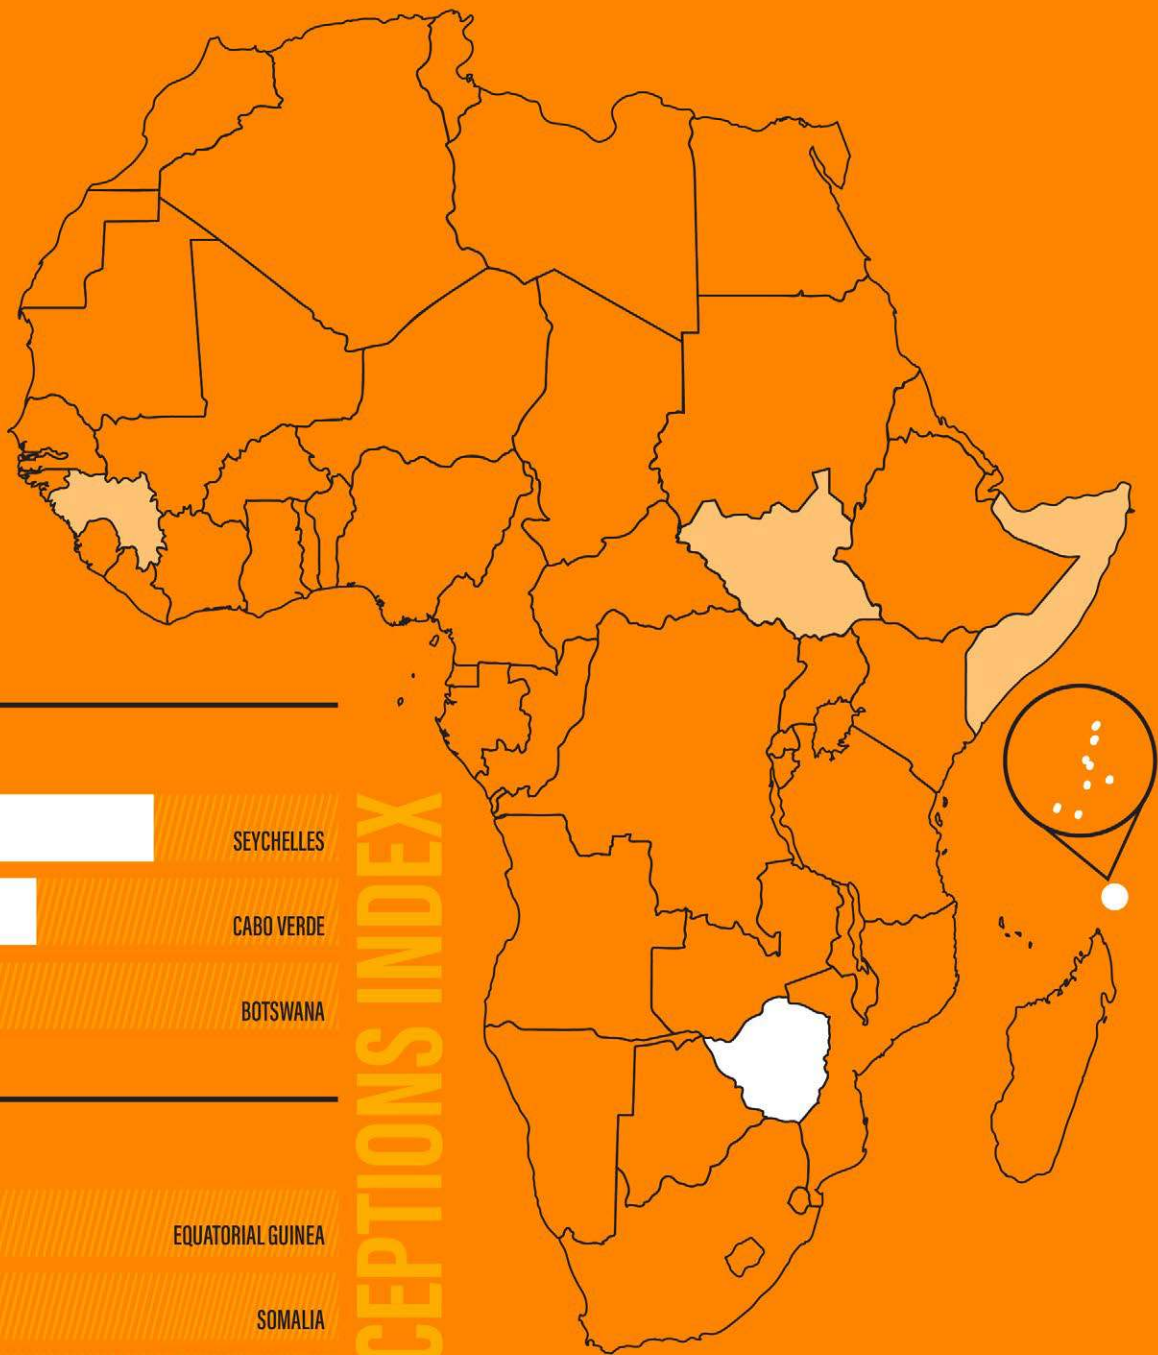 SEYCHELLES
CABO VERDE
BOTSWANA
EQUATORIAL GUINEA
SOMALIA
CEPTIONS INDEX